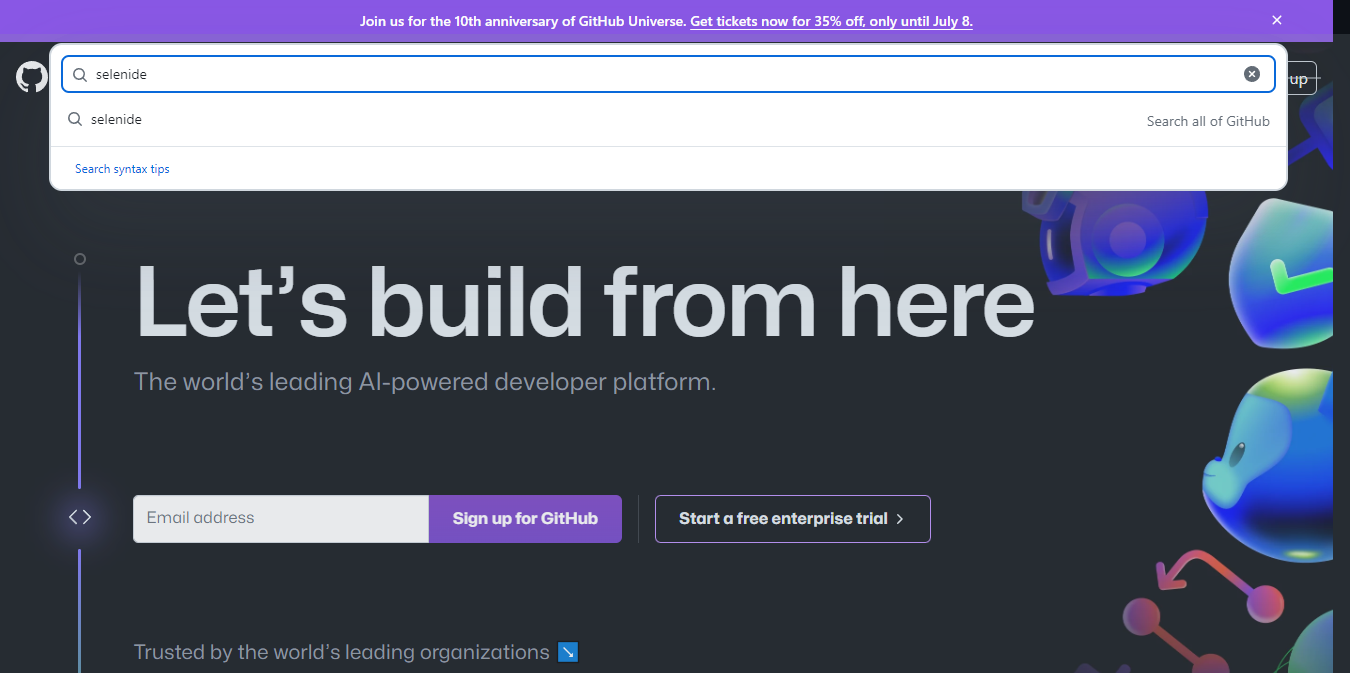 Join us for the 10th anniversary of GitHub Universe. Get tickets now for 35% off, only until July 8.
selenide
up
selenide
Search all of GitHub
Search syntax tips
Let’s build from here
The world’s leading AI-powered developer platform.
Email address
Sign up for GitHub
Start a free enterprise trial
Trusted by the world’s leading organizations ↘